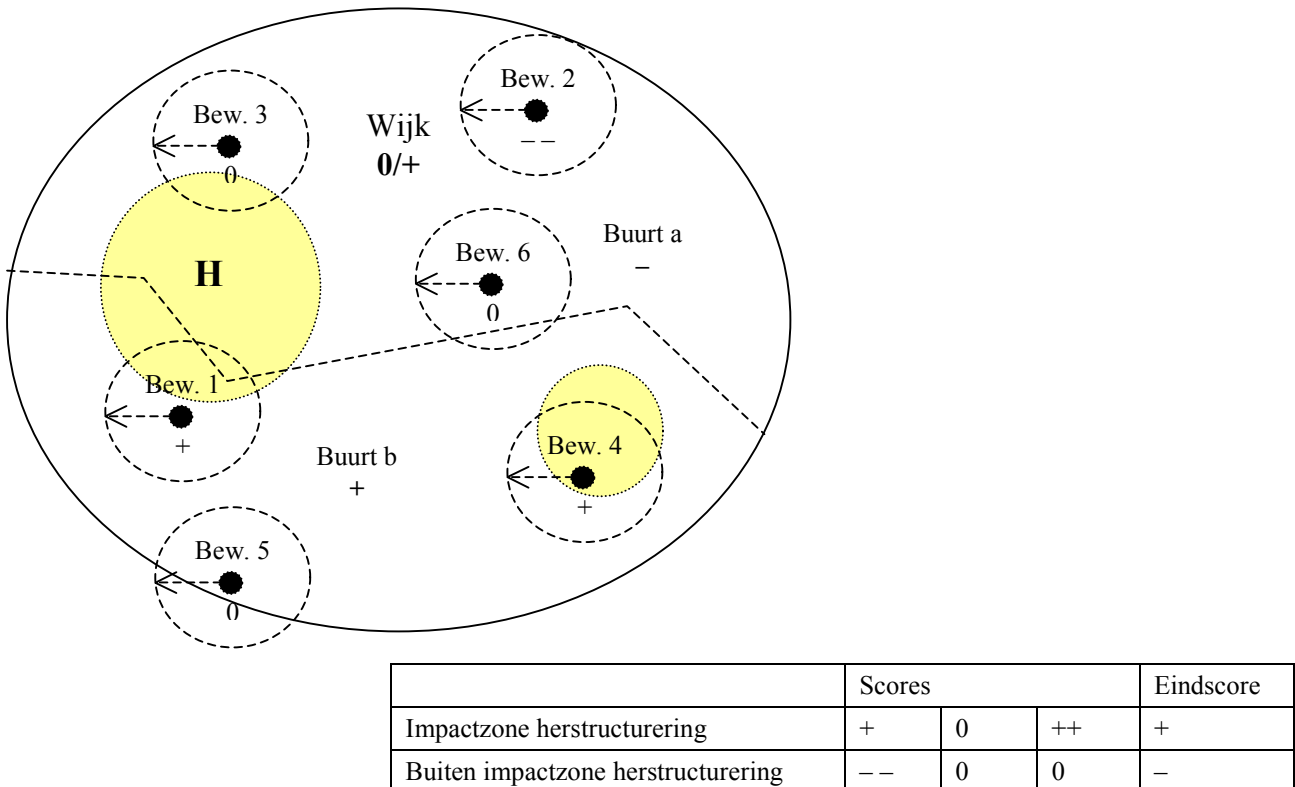 Bew. 2
– –
Bew. 3
0
Wijk
0/+
Buurt a
–
Bew. 6
0
H
Bew. 1
+
Buurt b
+
Bew. 4
+
Bew. 5
0
Scores Eindscore
Impactzone herstructurering + 0 ++ +
Buiten impactzone herstructurering – – 0 0 –